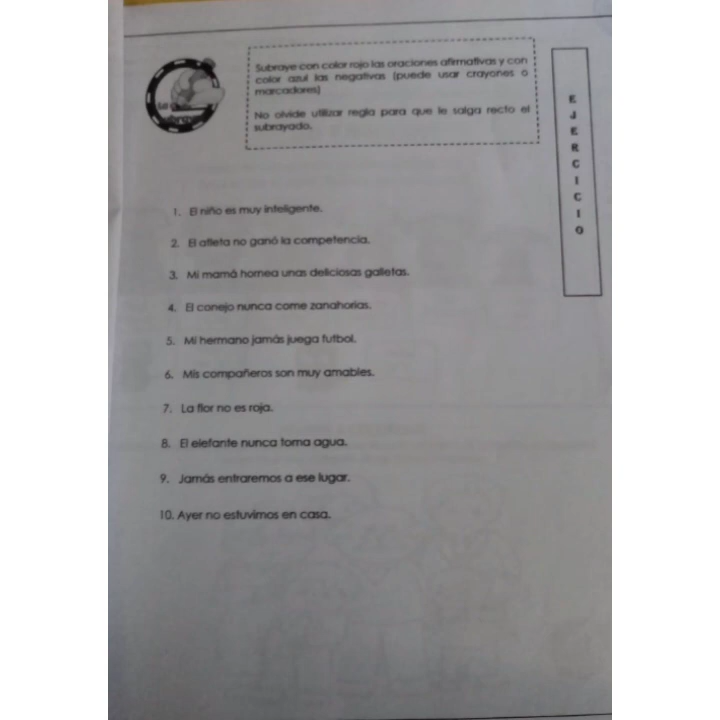 Subraye con color rojo las oraciones afirmativas y con
color azul las negativas (puede usar crayones o
marcadores)
No olvide utilizar regla para que le salga recto el
subrayado.
EJERCICIO
1. El niño es muy inteligente.
2. El atleta no ganó la competencia.
3. Mi mamá hornea unas deliciosas galletas.
4. El conejo nunca come zanahorias.
5. Mi hermano jamás juega futbol.
6. Mis compañeros son muy amables.
7. La flor no es roja.
8. El elefante nunca toma agua.
9. Jamás entraremos a ese lugar.
10. Ayer no estuvimos en casa.